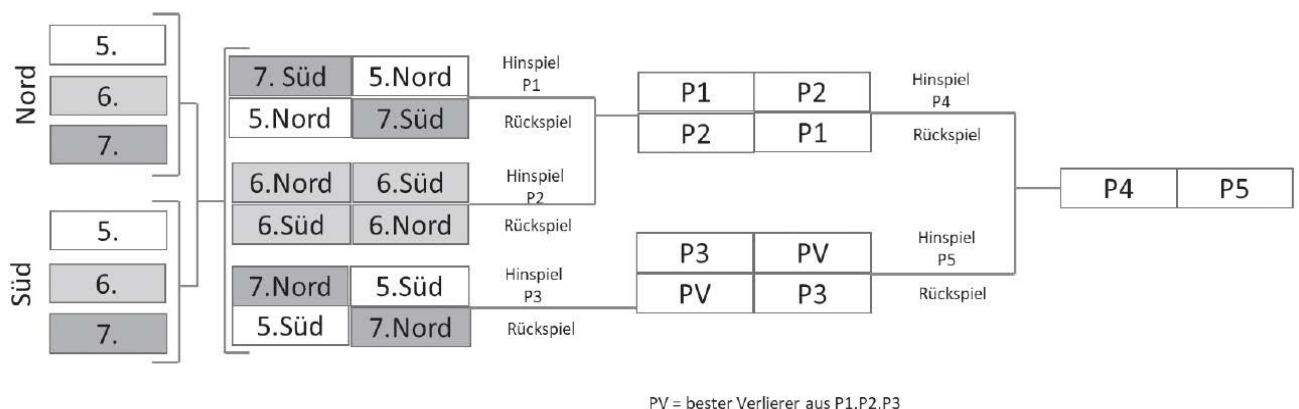 Nord
5.
6.
7.
Süd
5.
6.
7.
7. Süd 5.Nord
5.Nord 7.Süd
Hinspiel
P1
Rückspiel
6.Nord 6.Süd
6.Süd 6.Nord
Hinspiel
P2
Rückspiel
7.Nord 5.Süd
5.Süd 7.Nord
Hinspiel
P3
Rückspiel
P1 P2
P2 P1
Hinspiel
P4
Rückspiel
P3 PV
PV P3
Hinspiel
P5
Rückspiel
P4 P5
PV = bester Verlierer aus P1,P2,P3